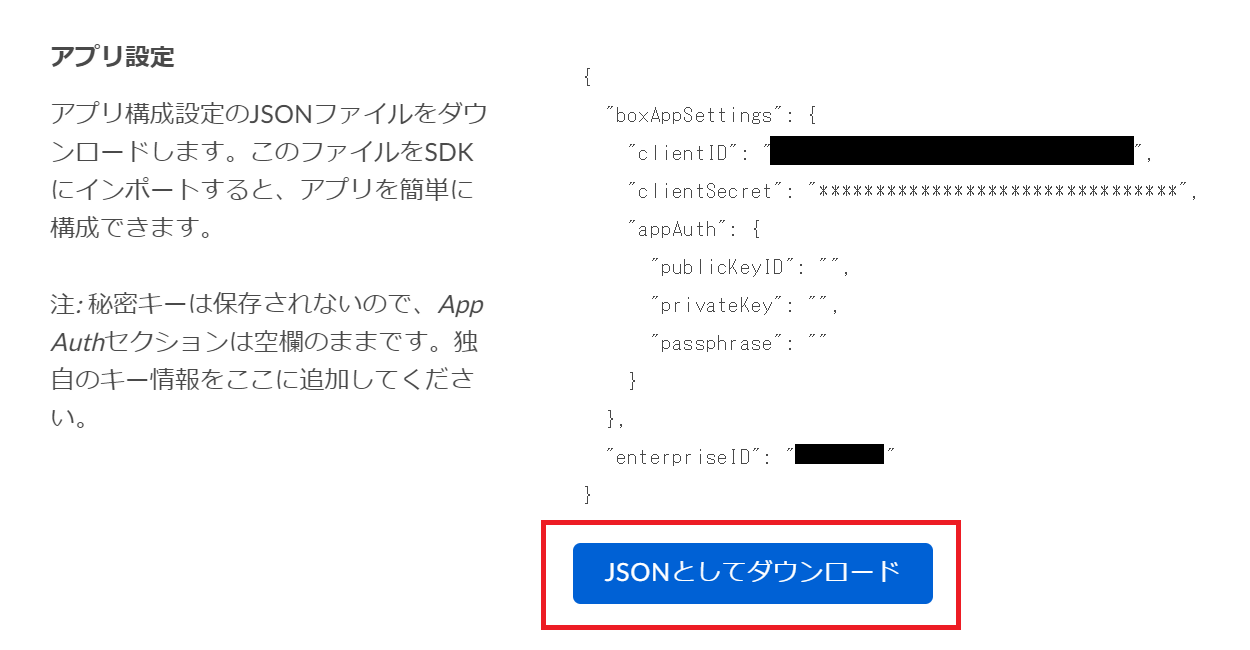 アプリ設定
アプリ構成設定のJSONファイルをダウ
ンロードします。このファイルをSDK
にインポートすると、アプリを簡単に
構成できます。
注: 秘密キーは保存されないので、App
Authセクションは空欄のままです。独
自のキー情報をここに追加してくださ
い。
{
"boxAppSettings": {
"clientID": "",
"clientSecret": "********************************",
"appAuth": {
"publicKeyID": "",
"privateKey": "",
"passphrase": ""
}
},
"enterpriseID": ""
}
JSONとしてダウンロード